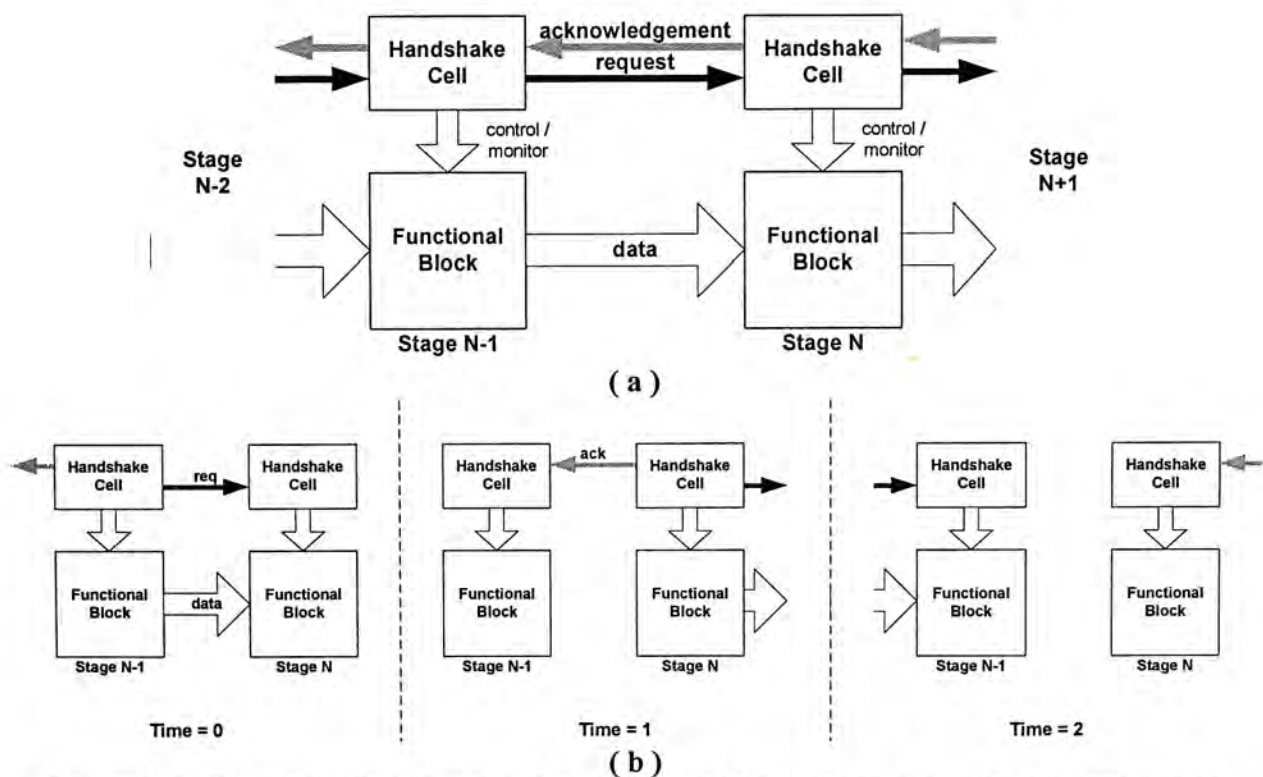 acknowledgement
request
Handshake
Cell
Handshake
Cell
control /
monitor
control /
monitor
Stage
N-2
Stage
N+1
Functional
Block
data
Functional
Block
Stage N-1
Stage N
( a )
Handshake
Cell
req
Handshake
Cell
Functional
Block
data
Functional
Block
Stage N-1
Stage N
Time = 0
Handshake
Cell
ack
Handshake
Cell
Functional
Block
Functional
Block
Stage N-1
Stage N
Time = 1
Handshake
Cell
Handshake
Cell
Functional
Block
Functional
Block
Stage N-1
Stage N
Time = 2
( b )